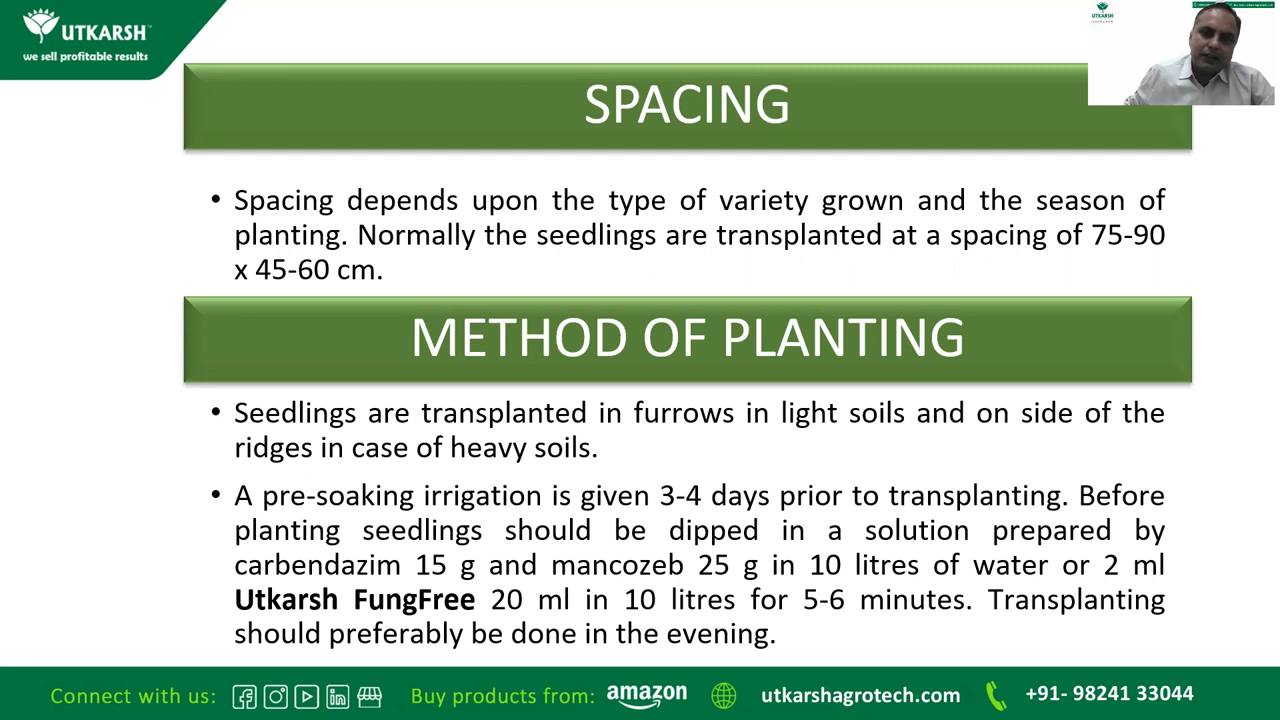 UTKARSH™
we sell profitable results
UTKARSH
SPACING
• Spacing depends upon the type of variety grown and the season of
planting. Normally the seedlings are transplanted at a spacing of 75-90
x 45-60 cm.
METHOD OF PLANTING
• Seedlings are transplanted in furrows in light soils and on side of the
ridges in case of heavy soils.
• A pre-soaking irrigation is given 3-4 days prior to transplanting. Before
planting seedlings should be dipped in a solution prepared by
carbendazim 15 g and mancozeb 25 g in 10 litres of water or 2 ml
Utkarsh FungFree 20 ml in 10 litres for 5-6 minutes. Transplanting
should preferably be done in the evening.
Connect with us: Buy products from: amazon utkarshagrotech.com +91- 98241 33044